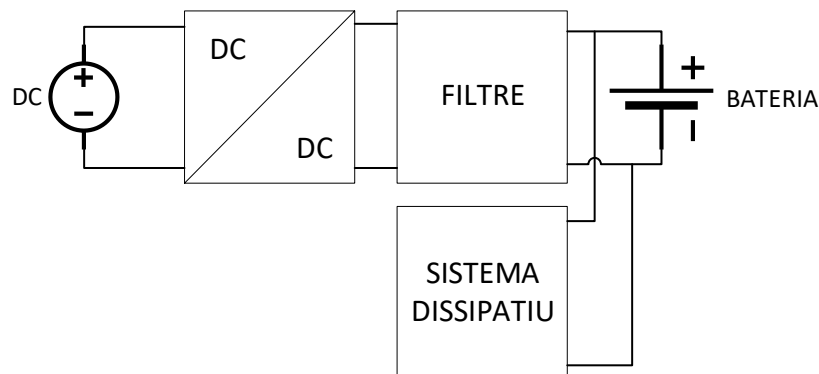 DC
DC
DC
FILTRE
BATERIA
SISTEMA
DISSIPATIU